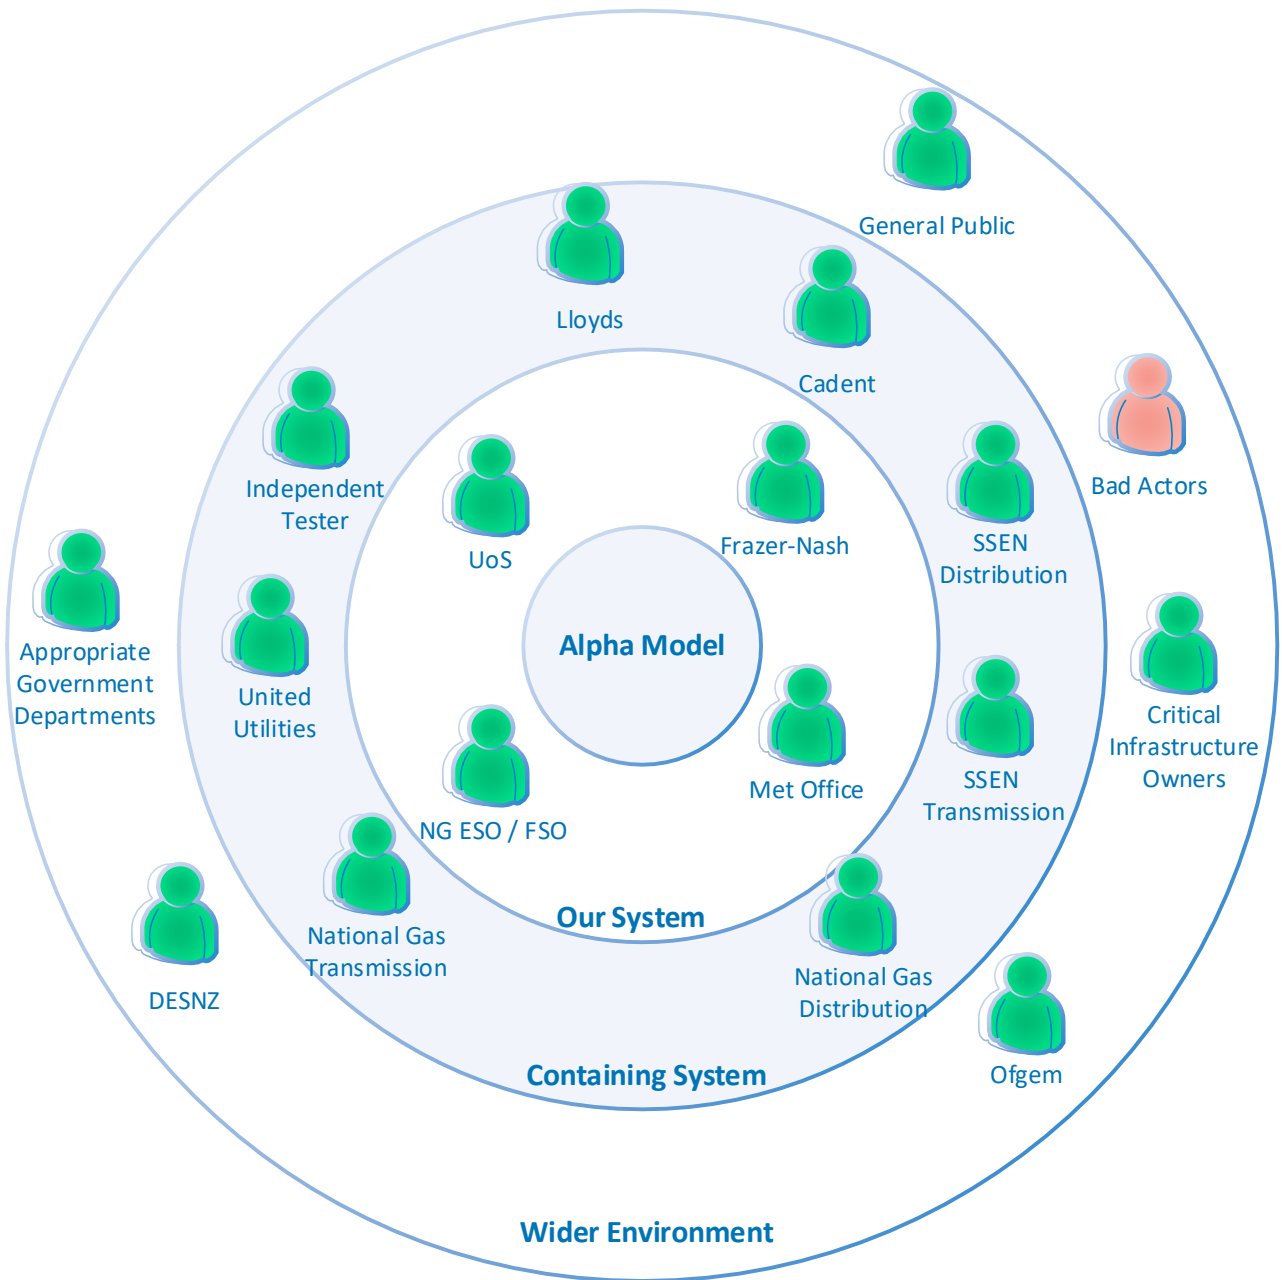 General Public
Lloyds
Cadent
Bad Actors
Independent
Tester
UoS
Frazer-Nash
SSEN
Distribution
Appropriate
Government
Departments
United
Utilities
Alpha Model
Critical
Infrastructure
Owners
NG ESO / FSO
Met Office
SSEN
Transmission
Our System
National Gas
Transmission
National Gas
Distribution
DESNZ
Containing System
Ofgem
Wider Environment